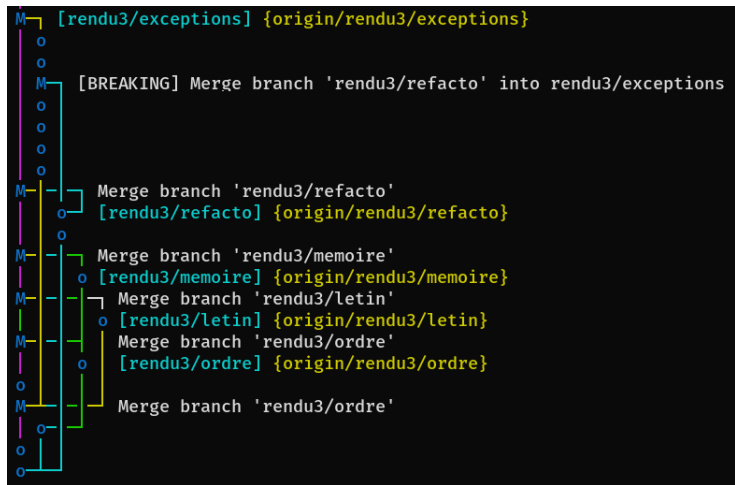 M [rendu3/exceptions] {origin/rendu3/exceptions}
o
o
M [BREAKING] Merge branch 'rendu3/refacto' into rendu3/exceptions
o
o
o
o
M Merge branch 'rendu3/refacto'
o [rendu3/refacto] {origin/rendu3/refacto}
o
M Merge branch 'rendu3/memoire'
o [rendu3/memoire] {origin/rendu3/memoire}
M Merge branch 'rendu3/letin'
o [rendu3/letin] {origin/rendu3/letin}
M Merge branch 'rendu3/ordre'
o [rendu3/ordre] {origin/rendu3/ordre}
o
M Merge branch 'rendu3/ordre'
o
o
o